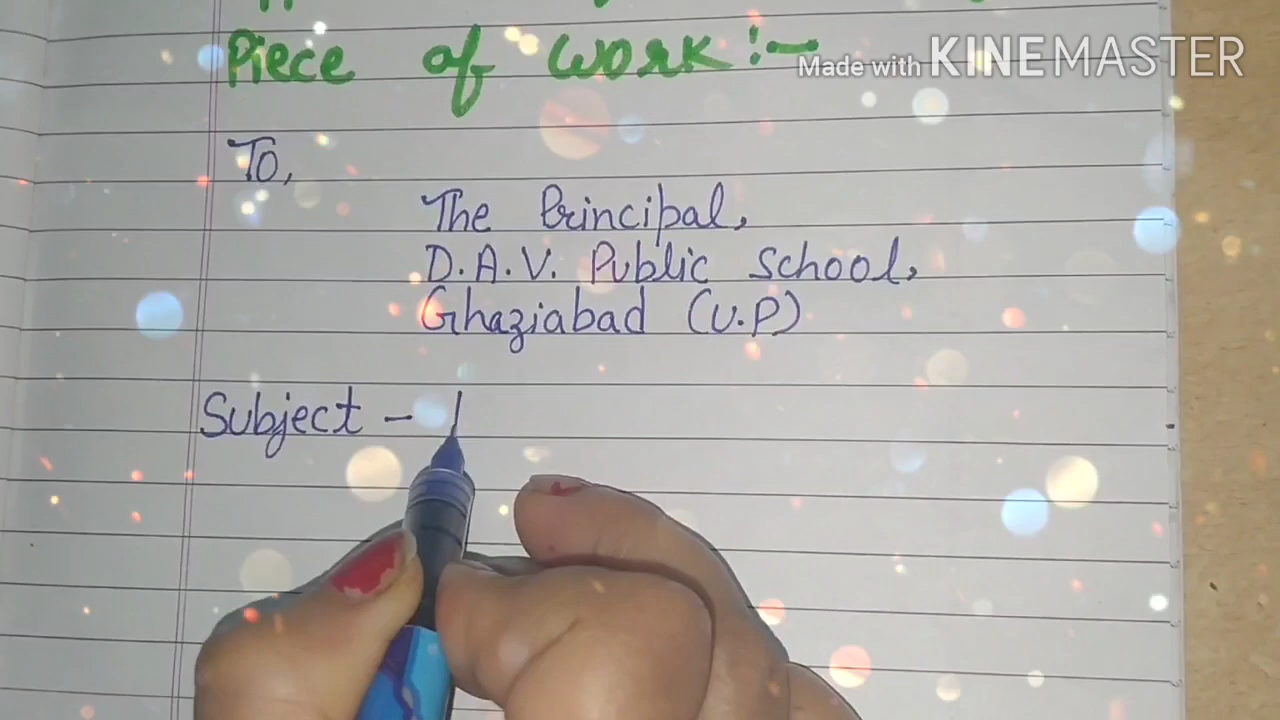 Piece of work :-
Made with KINEMASTER
To,
The Principal,
D.A.V. Public School,
Ghaziabad (U.P)
Subject -